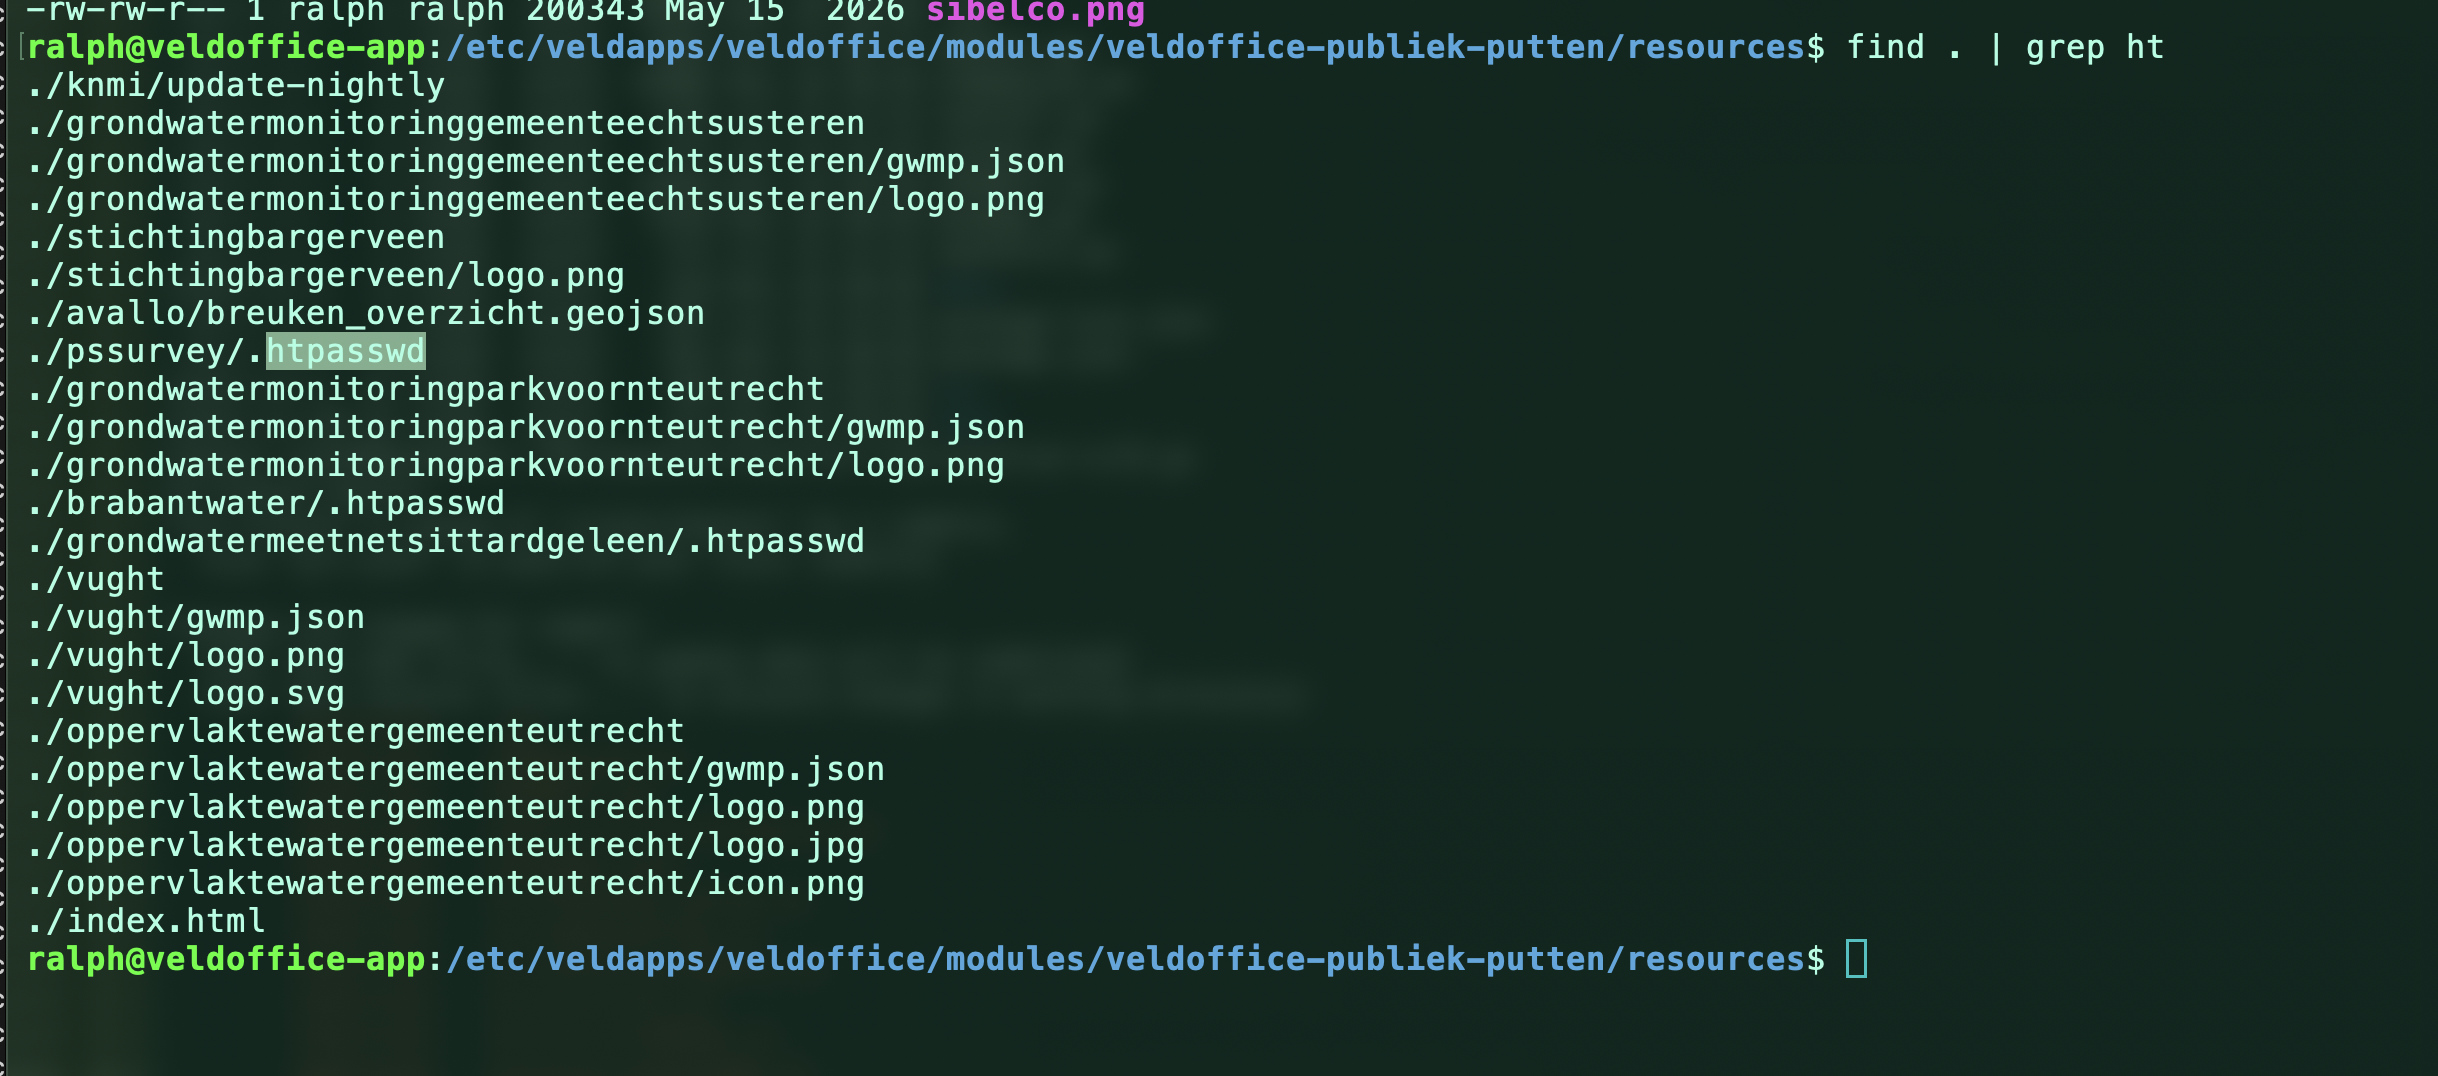 -rw-rw-r-- 1 ralph ralph 200343 May 15  2026 sibelco.png
ralph@veldoffice-app:/etc/veldapps/veldoffice/modules/veldoffice-publiek-putten/resources$ find . | grep ht
./knmi/update-nightly
./grondwatermonitoringgemeenteechtsusteren
./grondwatermonitoringgemeenteechtsusteren/gwmp.json
./grondwatermonitoringgemeenteechtsusteren/logo.png
./stichtingbargerveen
./stichtingbargerveen/logo.png
./avallo/breuken_overzicht.geojson
./pssurvey/.htpasswd
./grondwatermonitoringparkvoornteutrecht
./grondwatermonitoringparkvoornteutrecht/gwmp.json
./grondwatermonitoringparkvoornteutrecht/logo.png
./brabantwater/.htpasswd
./grondwatermeetnetsittardgeleen/.htpasswd
./vught
./vught/gwmp.json
./vught/logo.png
./vught/logo.svg
./oppervlaktewatergemeenteutrecht
./oppervlaktewatergemeenteutrecht/gwmp.json
./oppervlaktewatergemeenteutrecht/logo.png
./oppervlaktewatergemeenteutrecht/logo.jpg
./oppervlaktewatergemeenteutrecht/icon.png
./index.html
ralph@veldoffice-app:/etc/veldapps/veldoffice/modules/veldoffice-publiek-putten/resources$